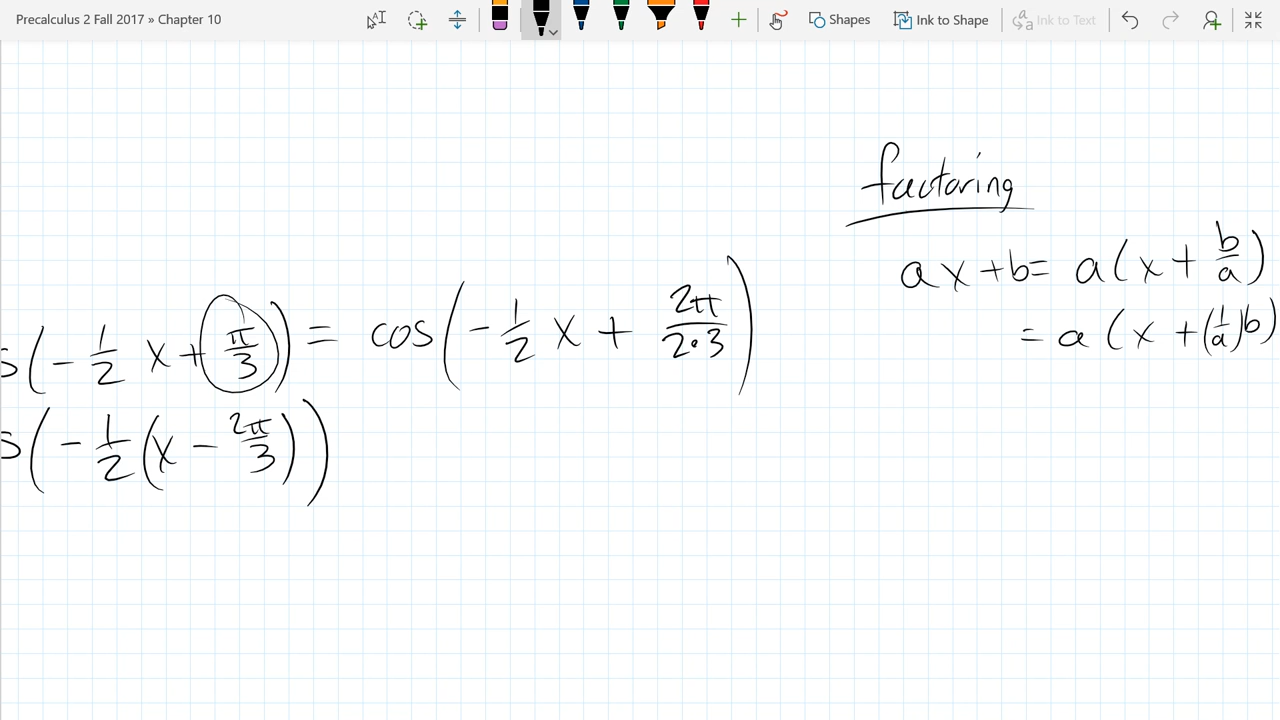 Precalculus 2 Fall 2017 » Chapter 10
Shapes
Ink to Shape
Ink to Text
factoring
ax+b= a(x+ b/a)
= a(x+(1/a)b)
s(-1/2 x+ π/3) = cos(-1/2 x + 2π/2•3)
s(-1/2(x - 2π/3))